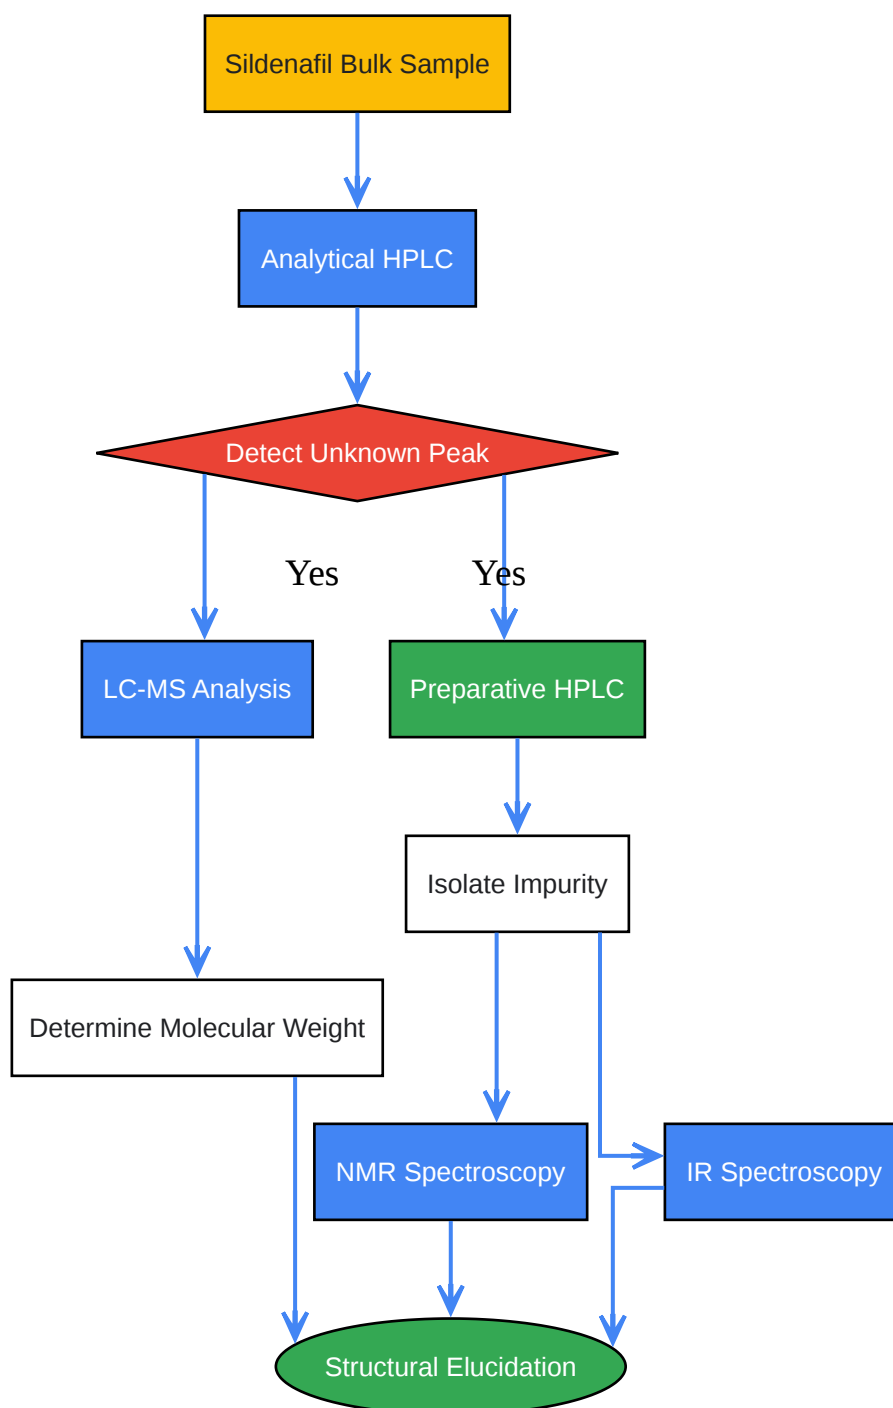 Sildenafil Bulk Sample
Analytical HPLC
Detect Unknown Peak
Yes
Yes
LC-MS Analysis
Preparative HPLC
Isolate Impurity
Determine Molecular Weight
NMR Spectroscopy
IR Spectroscopy
Structural Elucidation